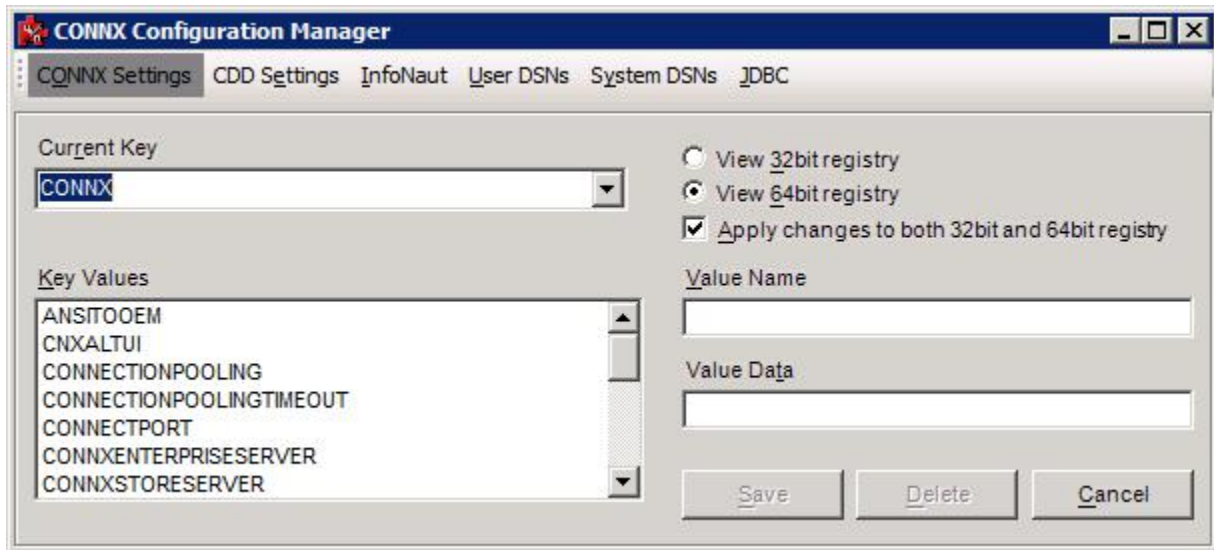 CONNX Configuration Manager
CONNX Settings CDD Settings InfoNaut User DSNs System DSNs JDBC
Current Key
CONNX
View 32bit registry
View 64bit registry
Apply changes to both 32bit and 64bit registry
Key Values
ANSITOOEM
CNXALTUI
CONNECTIONPOOLING
CONNECTIONPOOLINGTIMEOUT
CONNECTPORT
CONNXENTERPRISESERVER
CONNXSTORESERVER
Value Name
Value Data
Save Delete Cancel